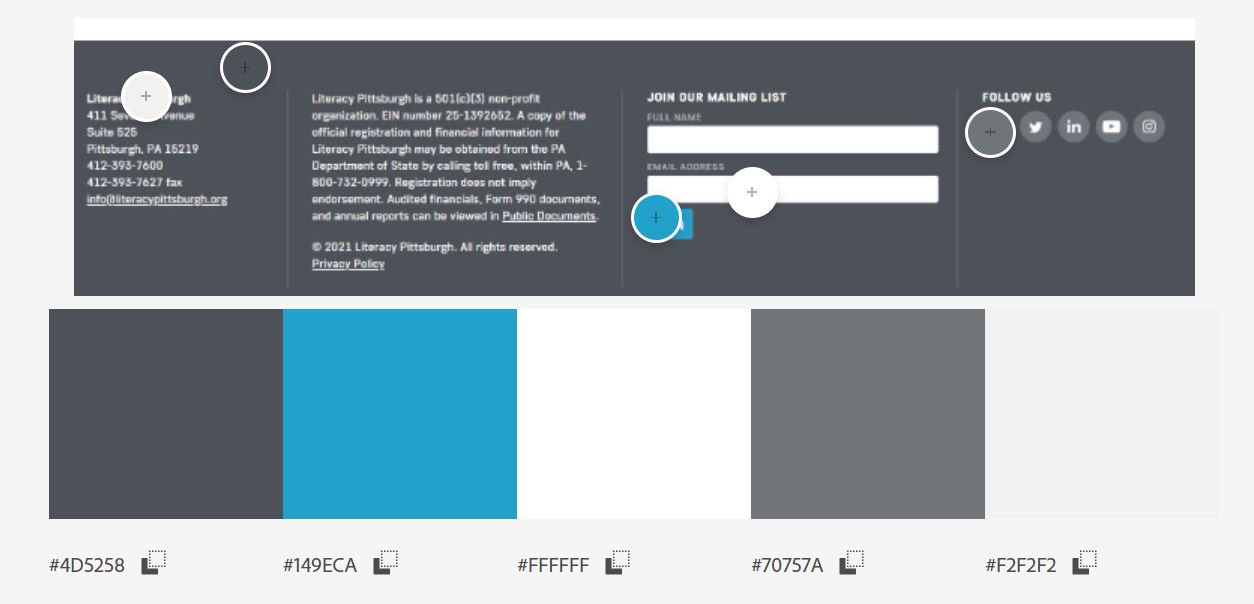 Litera rgh
411 Sev venue
Suite 525
Pittsburgh, PA 15219
412-393-7600
412-393-7627 fax
info@literacypittsburgh.org
Literacy Pittsburgh is a 501(c)(3) non-profit
organization. EIN number 25-1392652. A copy of the
official registration and financial information for
Literacy Pittsburgh may be obtained from the PA
Department of State by calling toll free, within PA, 1-
800-732-0999. Registration does not imply
endorsement. Audited financials, Form 990 documents,
and annual reports can be viewed in Public Documents.
© 2021 Literacy Pittsburgh. All rights reserved.
Privacy Policy
JOIN OUR MAILING LIST
FULL NAME
EMAIL ADDRESS
FOLLOW US
in
#4D5258
#149ECA
#FFFFFF
#70757A
#F2F2F2